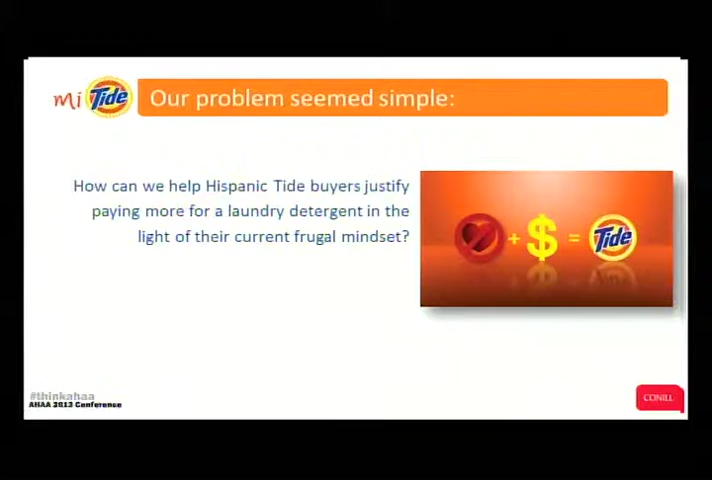 mi Tide
Our problem seemed simple:
How can we help Hispanic Tide buyers justify
paying more for a laundry detergent in the
light of their current frugal mindset?
+ $ = Tide
#thinkahaa
AHAA 2013 Conference
CONILL